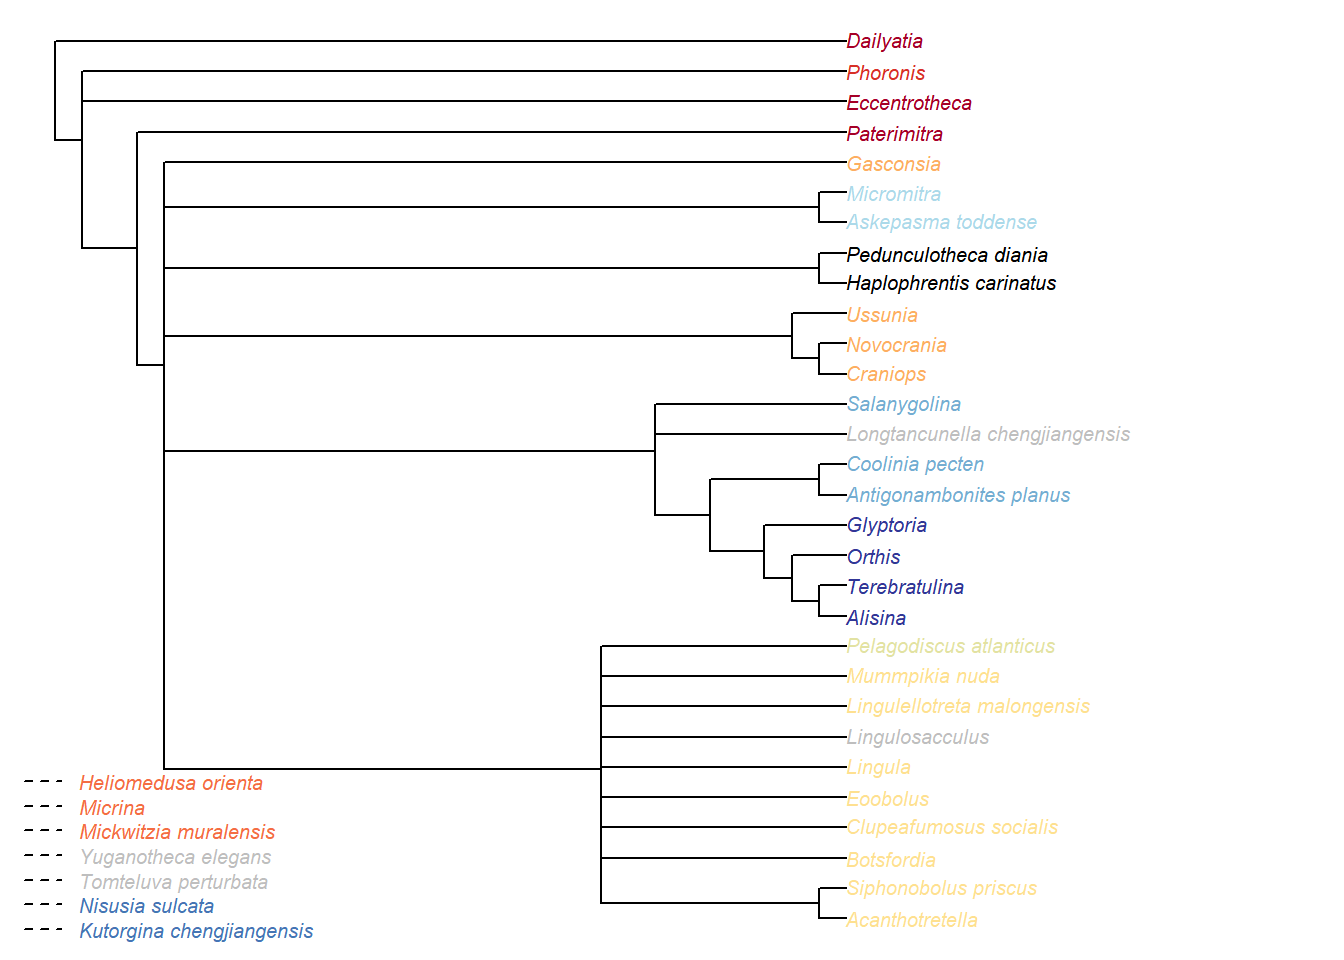 Dailyatia
Phoronis
Eccentrotheca
Paterimitra
Gasconsia
Micromitra
Askepasma toddense
Pedunculotheca diania
Haplophrentis carinatus
Ussunia
Novocrania
Craniops
Salanygolina
Longtancunella chengjiangensis
Coolinia pecten
Antigonambonites planus
Glyptoria
Orthis
Terebratulina
Alisina
Pelagodiscus atlanticus
Mummpikia nuda
Lingulellotreta malongensis
Lingulosacculus
Lingula
Eoobolus
Clupeafumosus socialis
Botsfordia
Siphonobolus priscus
Acanthotretella
Heliomedusa orienta
Micrina
Mickwitzia muralensis
Yuganotheca elegans
Tomteluva perturbata
Nisusia sulcata
Kutorgina chengjiangensis